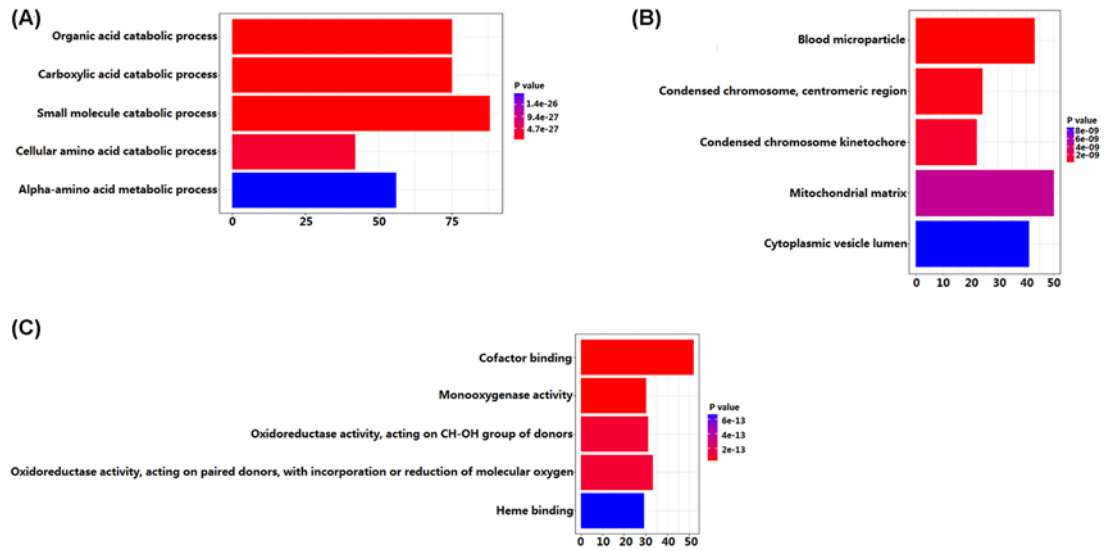 (A)
Organic acid catabolic process
Carboxylic acid catabolic process
Small molecule catabolic process
Cellular amino acid catabolic process
Alpha-amino acid metabolic process
0 25 50 75
P value
1.4e-26
9.4e-27
4.7e-27
(B)
Blood microparticle
Condensed chromosome, centromeric region
Condensed chromosome kinetochore
Mitochondrial matrix
Cytoplasmic vesicle lumen
0 10 20 30 40 50
P value
8e-09
6e-09
4e-09
2e-09
(C)
Cofactor binding
Monooxygenase activity
Oxidoreductase activity, acting on CH-OH group of donors
Oxidoreductase activity, acting on paired donors, with incorporation or reduction of molecular oxygen
Heme binding
0 10 20 30 40 50
P value
6e-13
4e-13
2e-13